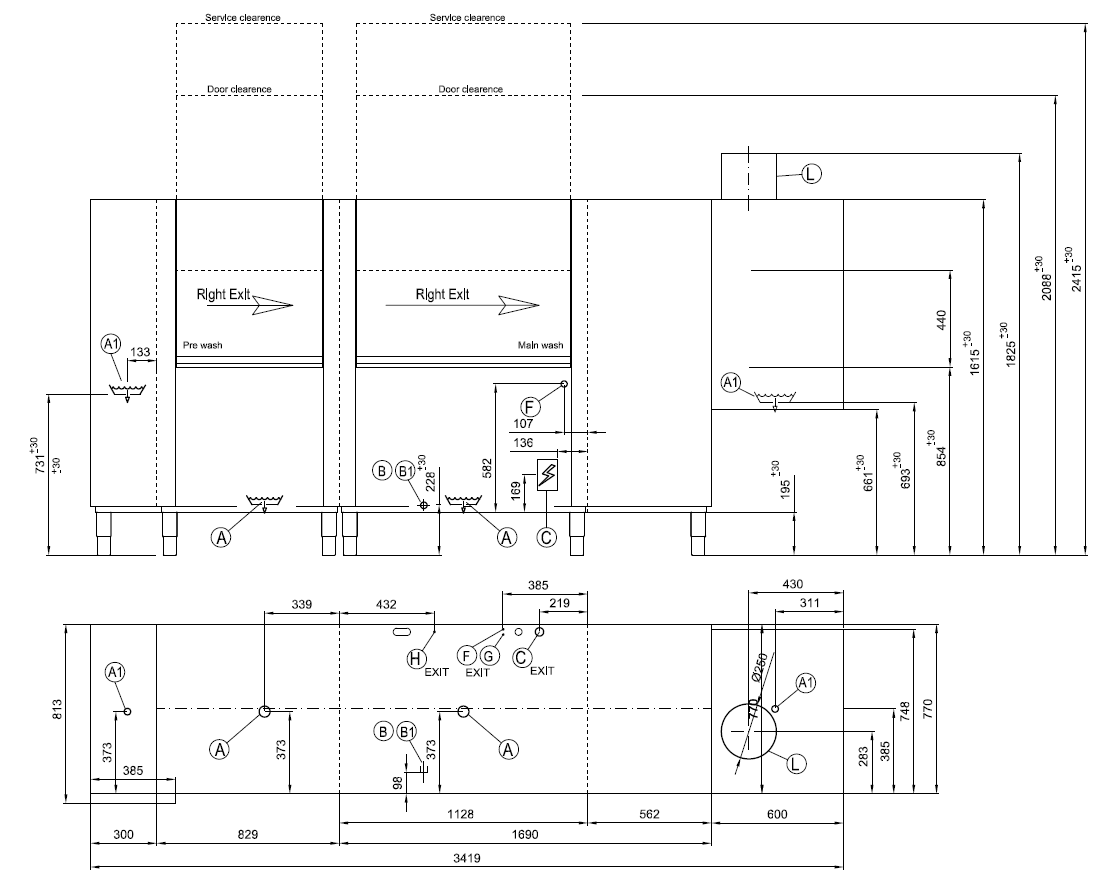 Service clearence
Service clearence
Door clearence
Door clearence
L
Right Exit
Right Exit
440
1615 ±30
1825 ±30
2088 ±30
2415 ±30
Pre wash
Main wash
A1
133
A1
F
107
136
731 ±30
±30
B
B1
228 ±30
582
169
195 ±30
661 ±30
693 ±30
854 ±30
A
A
C
385
430
339
432
219
311
H
EXIT
F
G
EXIT
C
EXIT
Ø250
770
A1
A1
813
748
770
373
A
373
B
B1
373
A
98
L
283
385
385
1128
562
600
300
829
1690
3419